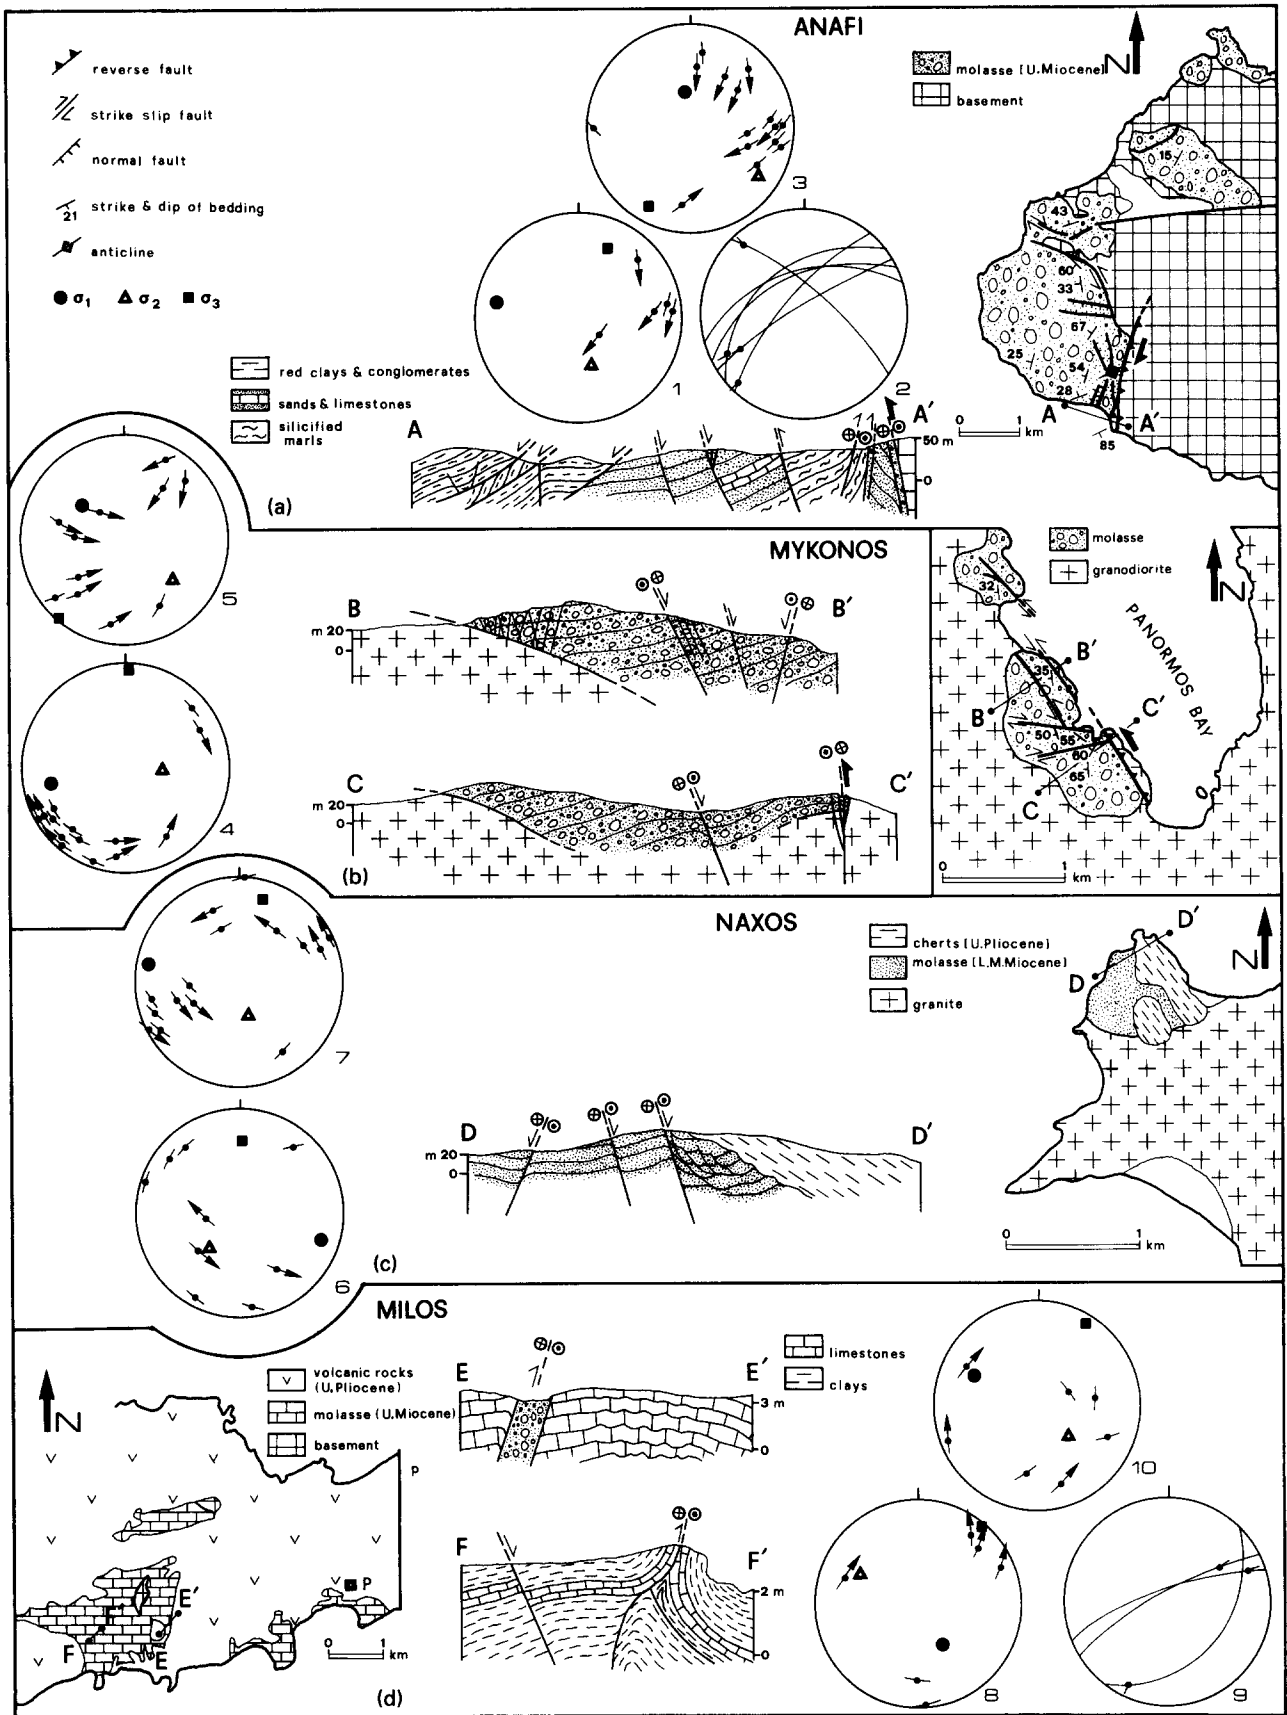 ANAFI
reverse fault
strike slip fault
normal fault
21 strike & dip of bedding
anticline
σ1 σ2 σ3
molasse (U.Miocene)
basement
N
3
1
2
red clays & conglomerates
sands & limestones
silicified
marls
A
A'
50 m
0
(a)
15
43
60
33
67
25
54
28
A
A'
85
0 1
km
MYKONOS
5
4
B
B'
m 20
0
C
C'
m 20
0
(b)
molasse
granodiorite
N
PANORMOS BAY
32
35
B'
B
C'
50
55
60
65
C
0 1
km
NAXOS
7
6
cherts (U.Pliocene)
molasse (L.M.Miocene)
granite
N
D'
D
D
D'
m 20
0
(c)
0 1
km
MILOS
N
volcanic rocks
(U.Pliocene)
molasse (U.Miocene)
basement
P
P
E'
F'
F
E
0 1
km
(d)
E
E'
3 m
0
limestones
clays
F
F'
2 m
0
10
8
9